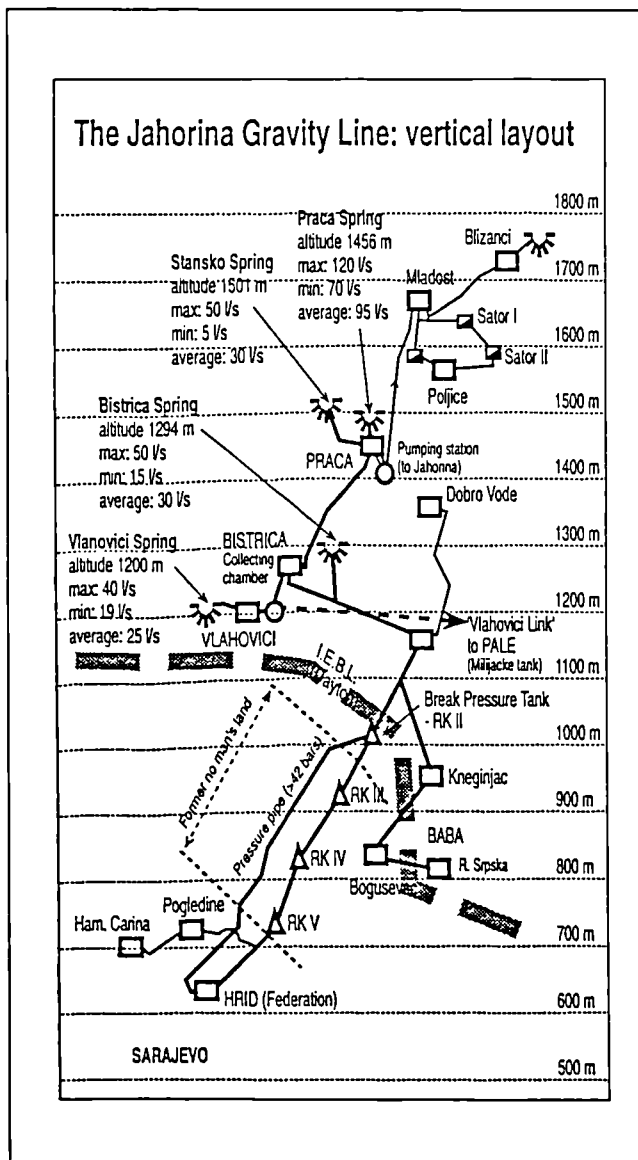 The Jahorina Gravity Line: vertical layout
1800 m
Praca Spring
altitude 1456 m
max: 120 l/s
min: 70 l/s
average: 95 l/s
Blizanci
Stansko Spring
altitude 1501 m
max: 50 l/s
min: 5 l/s
average: 30 l/s
1700 m
Mladost
Sator I
1600 m
Sator II
Poljice
Bistrica Spring
altitude 1294 m
max: 50 l/s
min: 15 l/s
average: 30 l/s
1500 m
PRACA
Pumping station
(to Jahorina)
1400 m
Dobro Vode
1300 m
Vlanovici Spring
altitude 1200 m
max: 40 l/s
min: 19 l/s
average: 25 l/s
BISTRICA
Collecting
chamber
1200 m
VLAHOVICI
'Vlahovici Link'
to PALE
(Milijacke tank)
1100 m
I.E.B.L.
Dayton
Break Pressure Tank
- RK II
1000 m
Former no man's land
Pressure pipe (>42 bars)
Kneginjac
RK III
900 m
BABA
RK IV
R. Srpska
800 m
Bogusevac
Ham. Carina
Pogledine
RK V
700 m
HRID (Federation)
600 m
SARAJEVO
500 m